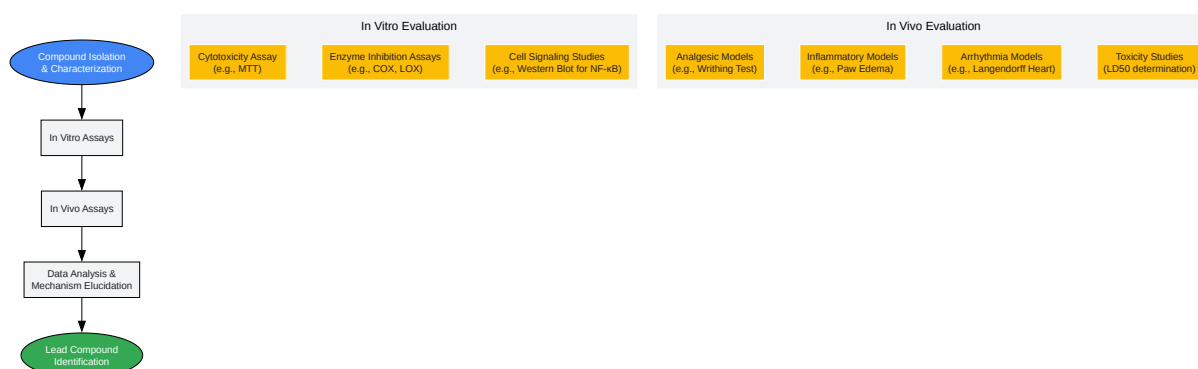 Compound Isolation
& Characterization
In Vitro Assays
In Vivo Assays
Data Analysis &
Mechanism Elucidation
Lead Compound
Identification
In Vitro Evaluation
Cytotoxicity Assay
(e.g., MTT)
Enzyme Inhibition Assays
(e.g., COX, LOX)
Cell Signaling Studies
(e.g., Western Blot for NF-κB)
In Vivo Evaluation
Analgesic Models
(e.g., Writhing Test)
Inflammatory Models
(e.g., Paw Edema)
Arrhythmia Models
(e.g., Langendorff Heart)
Toxicity Studies
(LD50 determination)